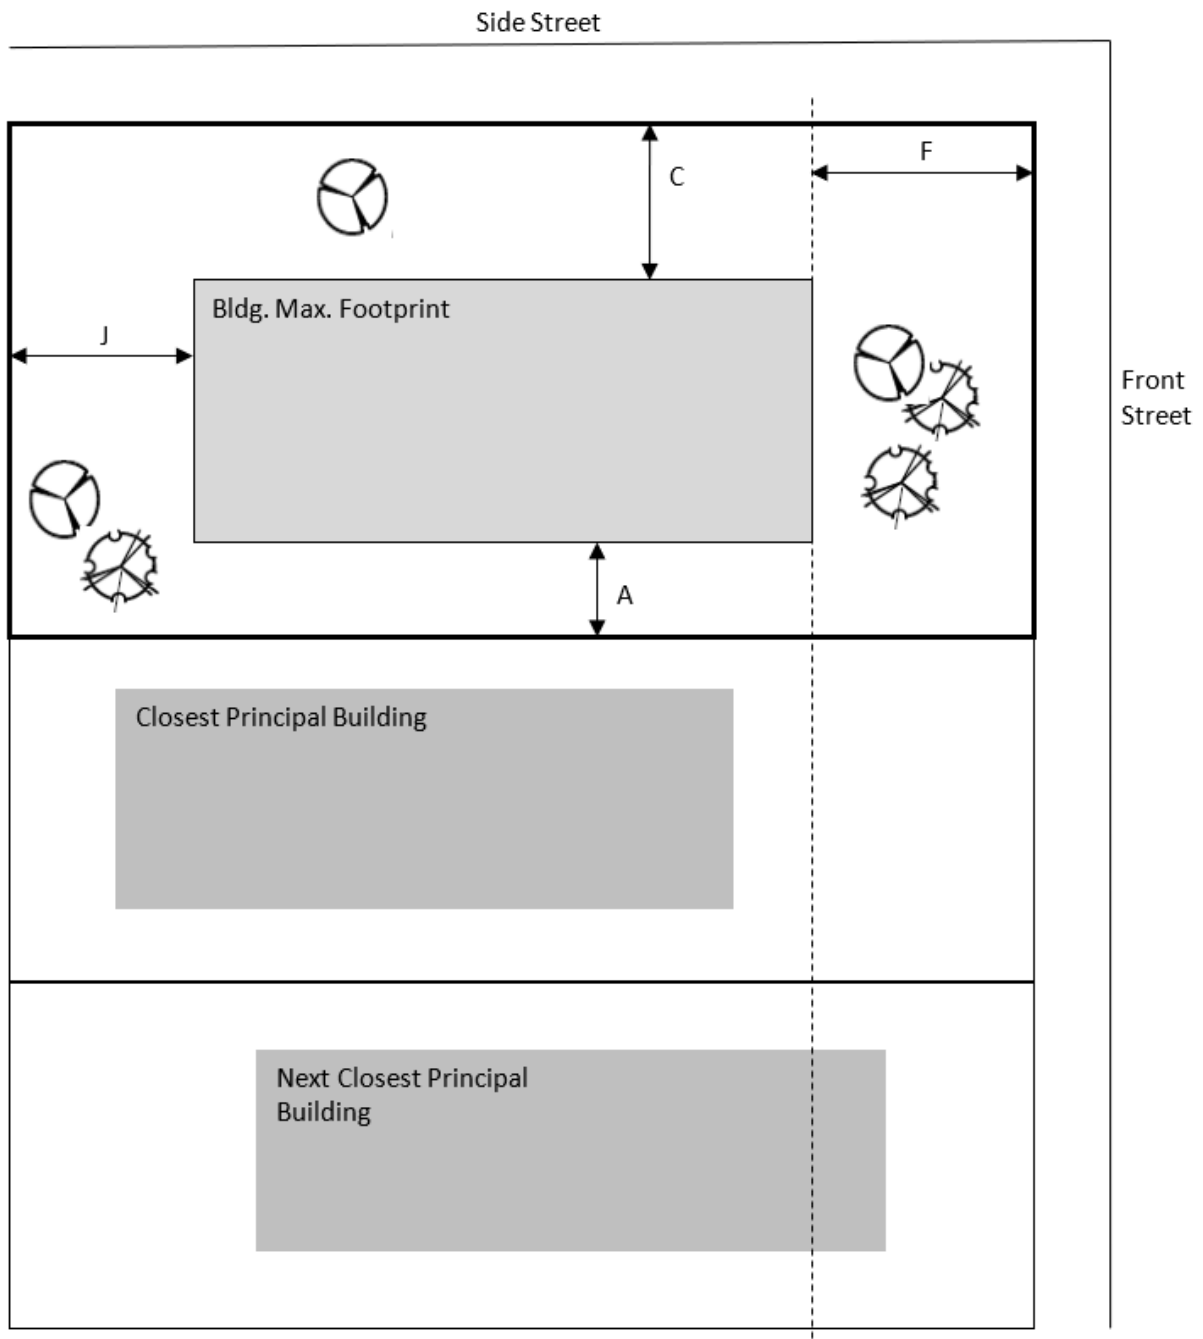 Side Street
F
C
Bldg. Max. Footprint
J
Front
Street
A
Closest Principal Building
Next Closest Principal
Building